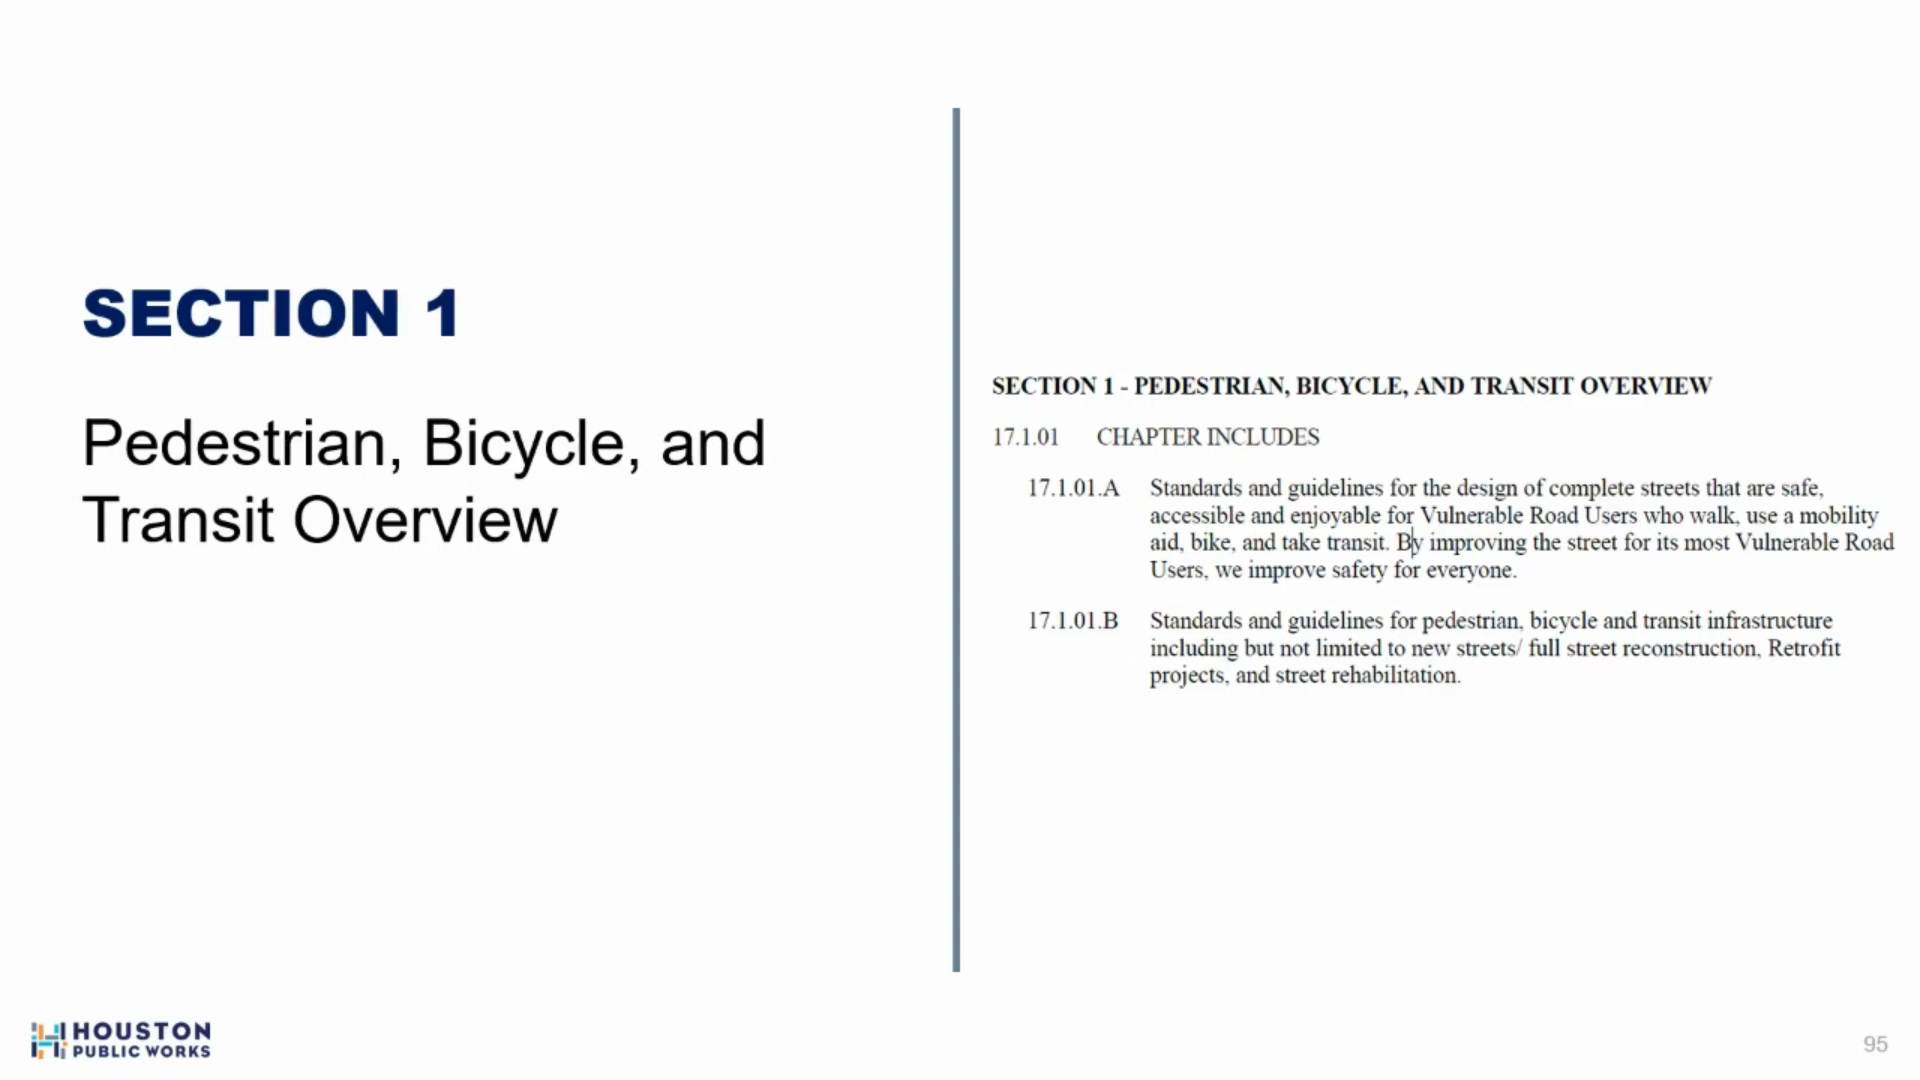 SECTION 1
Pedestrian, Bicycle, and
Transit Overview
SECTION 1 - PEDESTRIAN, BICYCLE, AND TRANSIT OVERVIEW
17.1.01 CHAPTER INCLUDES
17.1.01.A Standards and guidelines for the design of complete streets that are safe,
accessible and enjoyable for Vulnerable Road Users who walk, use a mobility
aid, bike, and take transit. By improving the street for its most Vulnerable Road
Users, we improve safety for everyone.
17.1.01.B Standards and guidelines for pedestrian, bicycle and transit infrastructure
including but not limited to new streets/ full street reconstruction, Retrofit
projects, and street rehabilitation.
HOUSTON
PUBLIC WORKS
95